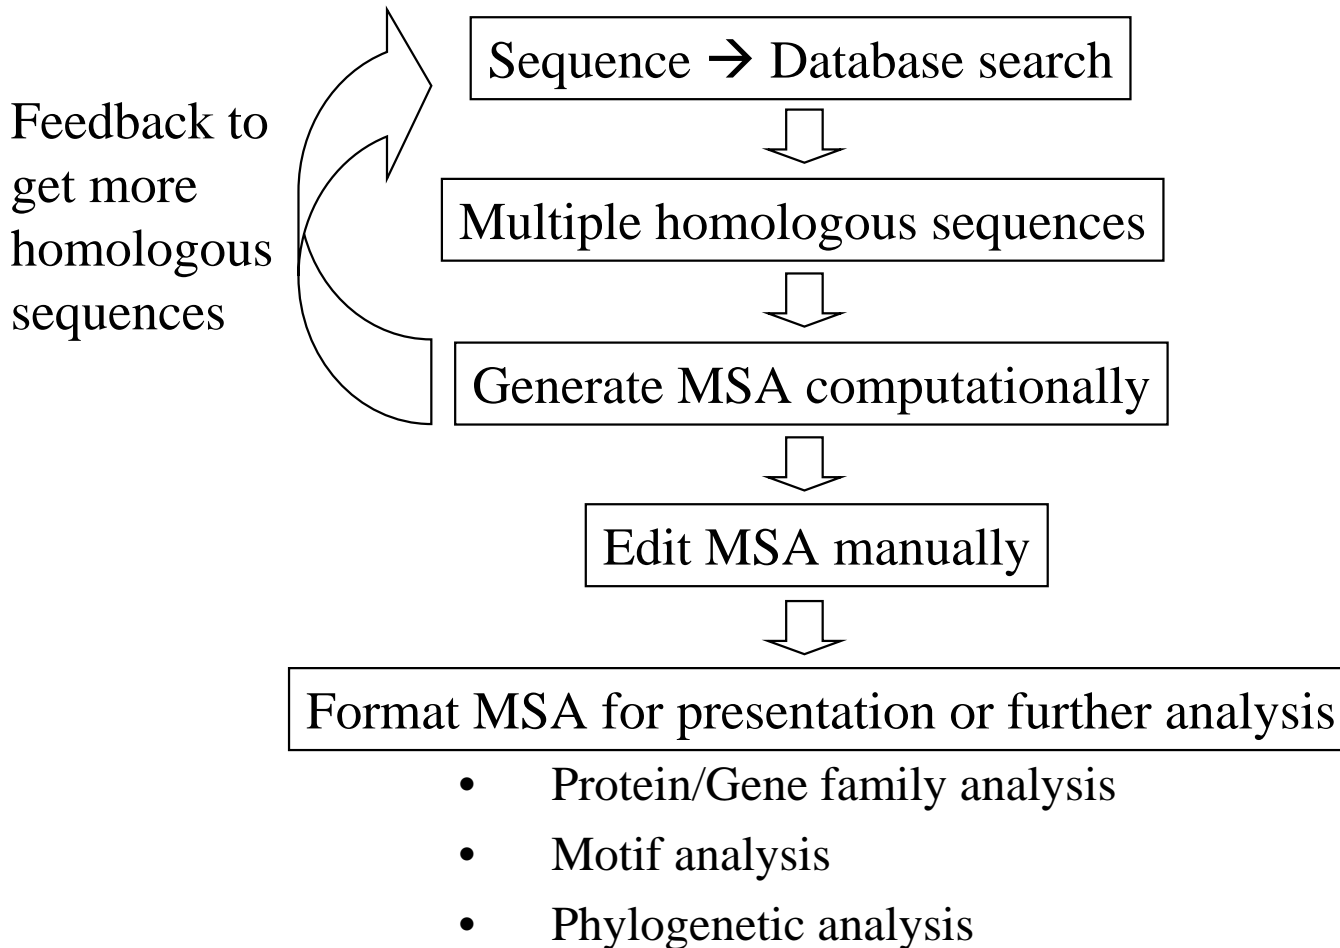 Sequence → Database search
Feedback to
get more
homologous
sequences
Multiple homologous sequences
Generate MSA computationally
Edit MSA manually
Format MSA for presentation or further analysis
• Protein/Gene family analysis
• Motif analysis
• Phylogenetic analysis